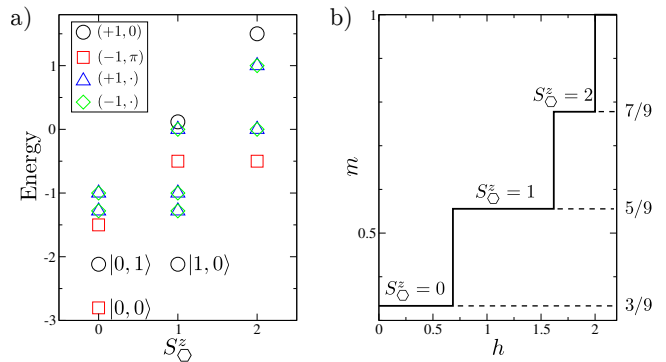 a)
Energy
1
0
-1
-2
-3
(+1, 0)
(−1, π)
(+1, ·)
(−1, ·)
|0, 1⟩
|1, 0⟩
|0, 0⟩
0 1 2
S^z_⎔
b)
m
1
0.5
S^z_⎔ = 2
S^z_⎔ = 1
S^z_⎔ = 0
7/9
5/9
3/9
0 0.5 1 1.5 2
h